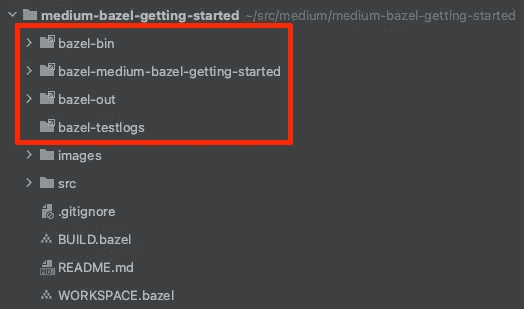 medium-bazel-getting-started ~/src/medium/medium-bazel-getting-started
bazel-bin
bazel-medium-bazel-getting-started
bazel-out
bazel-testlogs
images
src
.gitignore
BUILD.bazel
README.md
WORKSPACE.bazel